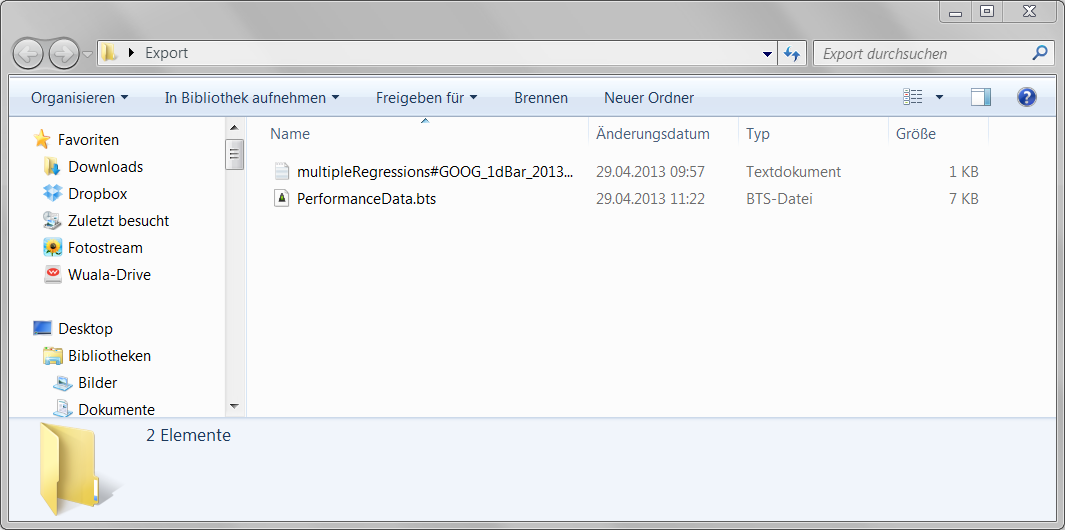 Export
Export durchsuchen
Organisieren In Bibliothek aufnehmen Freigeben für Brennen Neuer Ordner
Name Änderungsdatum Typ Größe
Favoriten
Downloads
Dropbox
Zuletzt besucht
Fotostream
Wuala-Drive
Desktop
Bibliotheken
Bilder
Dokumente
multipleRegressions#GOOG_1dBar_2013... 29.04.2013 09:57 Textdokument 1 KB
PerformanceData.bts 29.04.2013 11:22 BTS-Datei 7 KB
2 Elemente